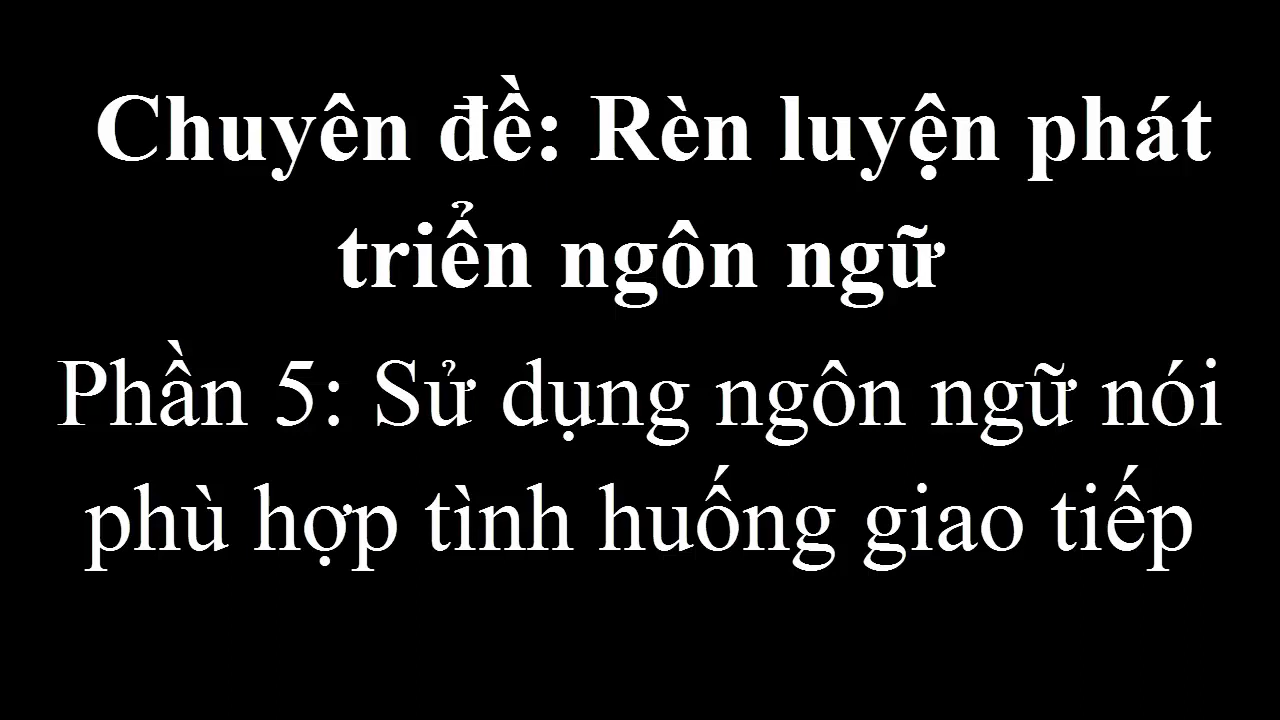 Chuyên đề: Rèn luyện phát
triển ngôn ngữ
Phần 5: Sử dụng ngôn ngữ nói
phù hợp tình huống giao tiếp